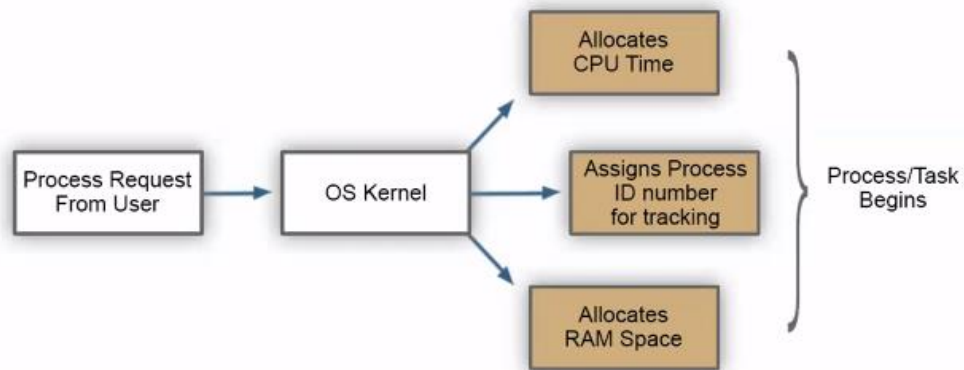 Process Request
From User
OS Kernel
Allocates
CPU Time
Assigns Process
ID number
for tracking
Allocates
RAM Space
Process/Task
Begins